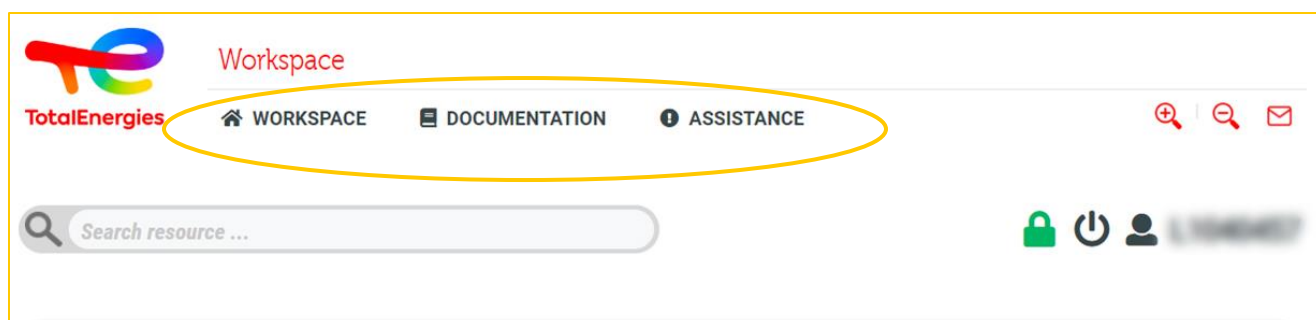 Workspace
TotalEnergies
WORKSPACE DOCUMENTATION ASSISTANCE
Search resource ...